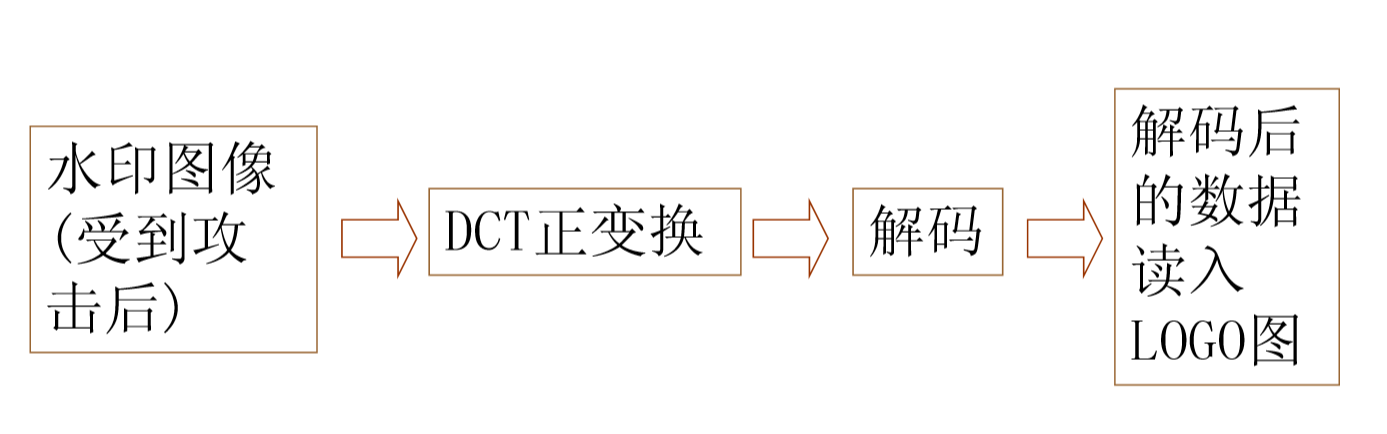 水印图像
(受到攻
击后)
DCT正变换
解码
解码后
的数据
读入
LOGO图